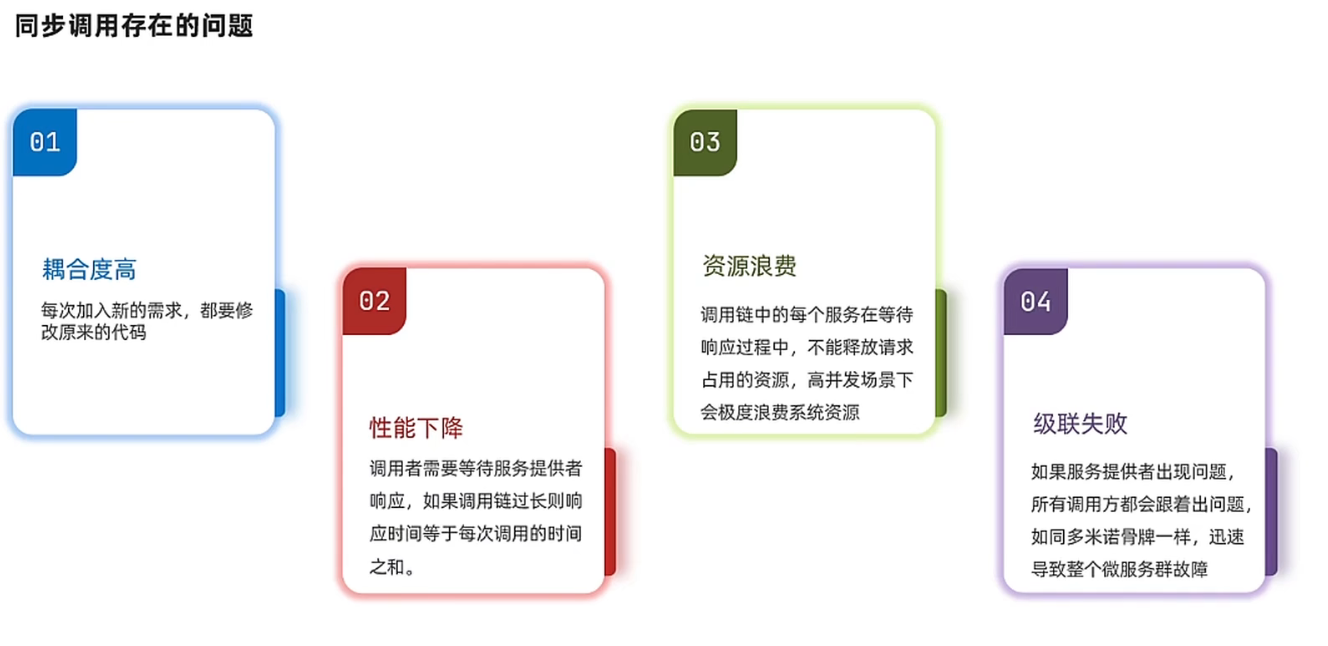 同步调用存在的问题
01
耦合度高
每次加入新的需求，都要修
改原来的代码
02
性能下降
调用者需要等待服务提供者
响应，如果调用链过长则响
应时间等于每次调用的时间
之和。
03
资源浪费
调用链中的每个服务在等待
响应过程中，不能释放请求
占用的资源，高并发场景下
会极度浪费系统资源
04
级联失败
如果服务提供者出现问题，
所有调用方都会跟着出问题，
如同多米诺骨牌一样，迅速
导致整个微服务群故障